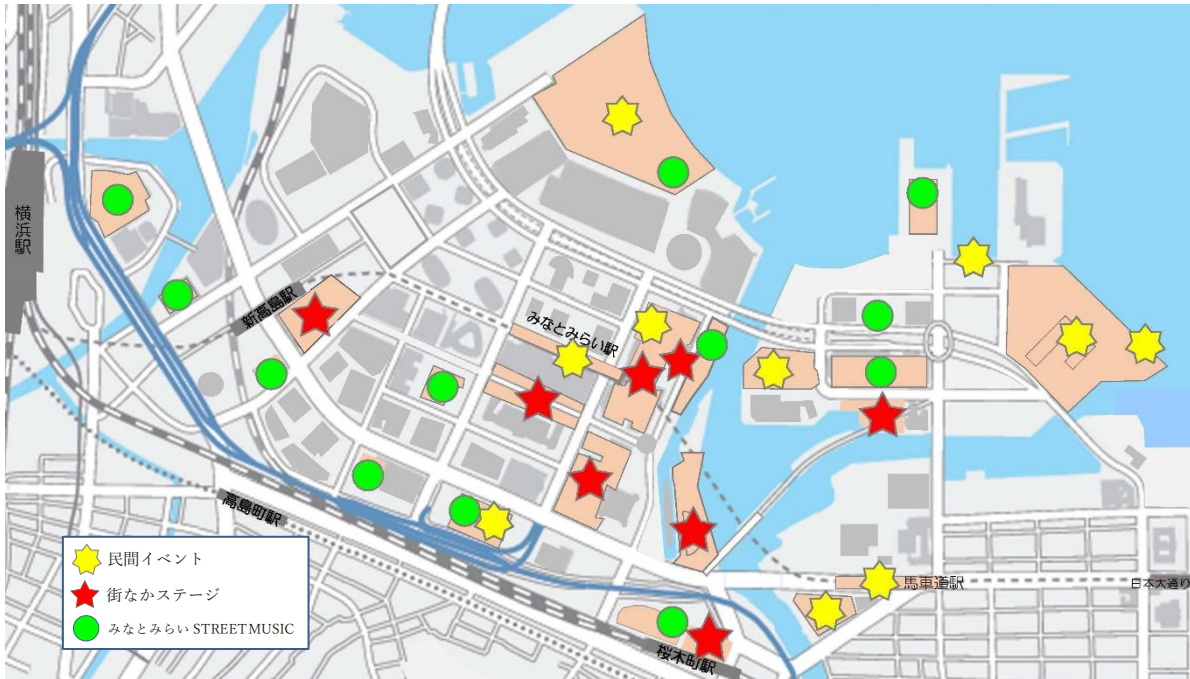 横浜駅
新高島駅
みなとみらい駅
高島町駅
馬車道駅
日本大通り
桜木町駅
民間イベント
街なかステージ
みなとみらい STREET MUSIC